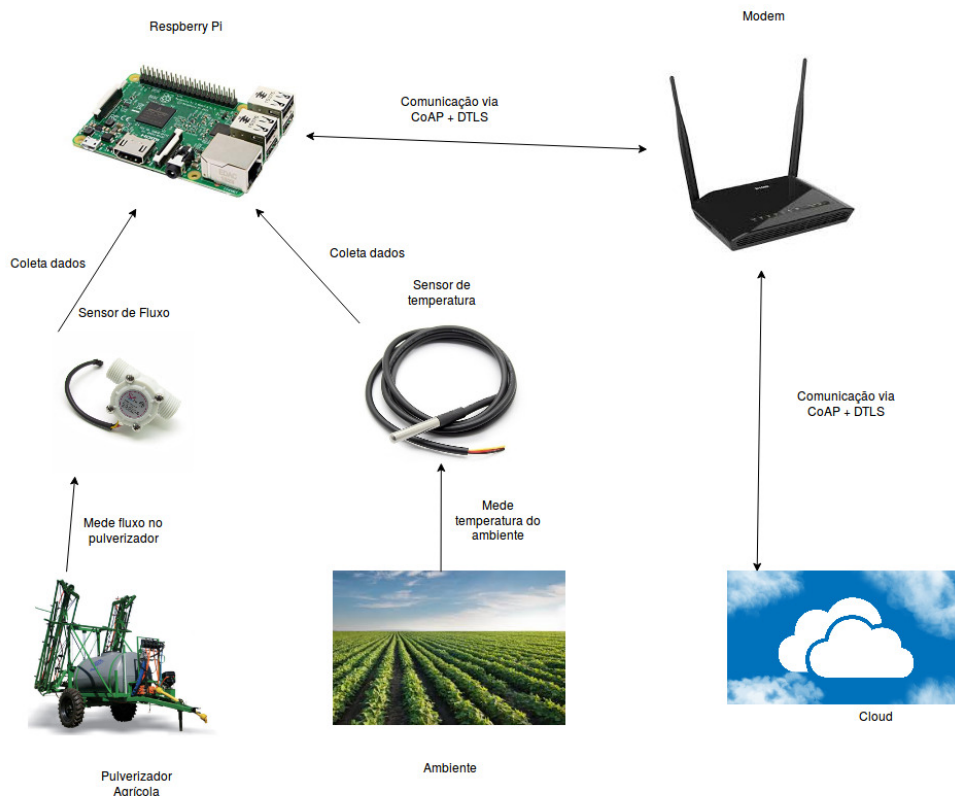 Respberry Pi
Modem
Comunicação via
CoAP + DTLS
Coleta dados
Coleta dados
Sensor de
temperatura
Sensor de Fluxo
Comunicação via
CoAP + DTLS
Mede fluxo no
pulverizador
Mede
temperatura do
ambiente
Cloud
Pulverizador
Agrícola
Ambiente